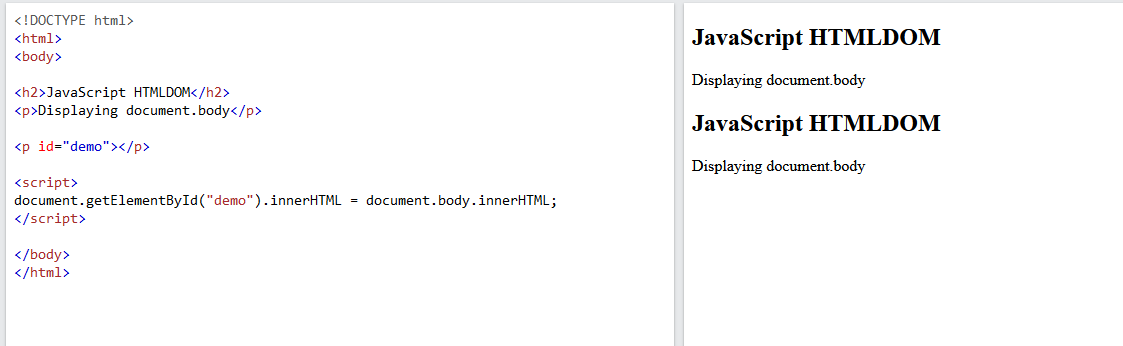 <!DOCTYPE html>
<html>
<body>
<h2>JavaScript HTMLDOM</h2>
<p>Displaying document.body</p>
<p id="demo"></p>
<script>
document.getElementById("demo").innerHTML = document.body.innerHTML;
</script>
</body>
</html>
JavaScript HTMLDOM
Displaying document.body
JavaScript HTMLDOM
Displaying document.body